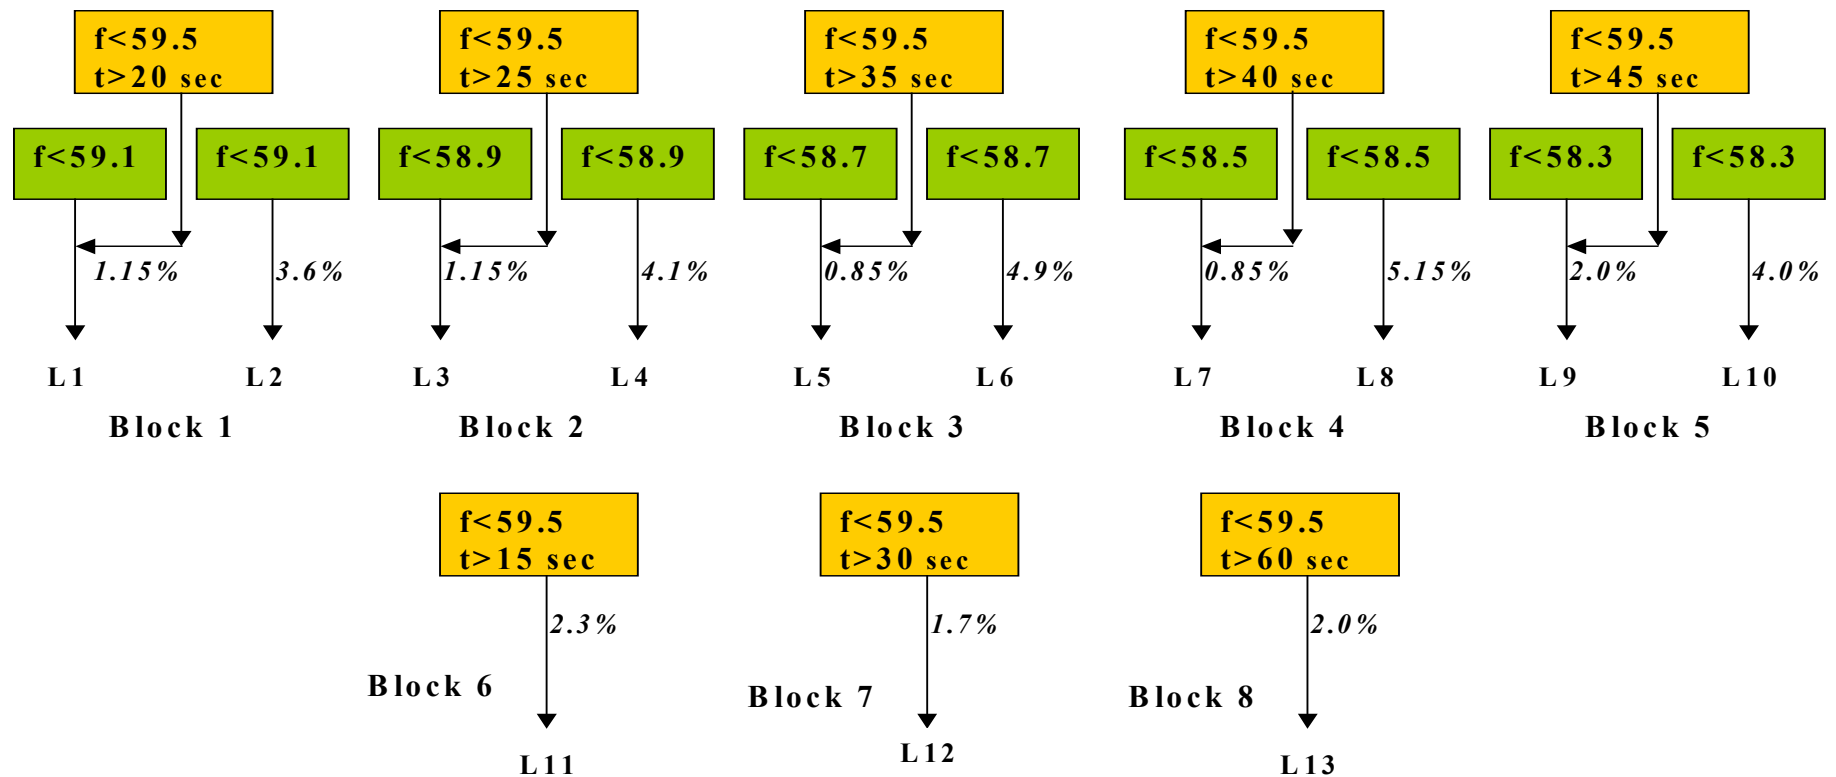 f<59.5
t>20 sec
f<59.5
t>25 sec
f<59.5
t>35 sec
f<59.5
t>40 sec
f<59.5
t>45 sec
f<59.1
f<59.1
f<58.9
f<58.9
f<58.7
f<58.7
f<58.5
f<58.5
f<58.3
f<58.3
1.15%
3.6%
1.15%
4.1%
0.85%
4.9%
0.85%
5.15%
2.0%
4.0%
L1
L2
L3
L4
L5
L6
L7
L8
L9
L10
Block 1
Block 2
Block 3
Block 4
Block 5
f<59.5
t>15 sec
f<59.5
t>30 sec
f<59.5
t>60 sec
2.3%
1.7%
2.0%
Block 6
Block 7
Block 8
L11
L12
L13